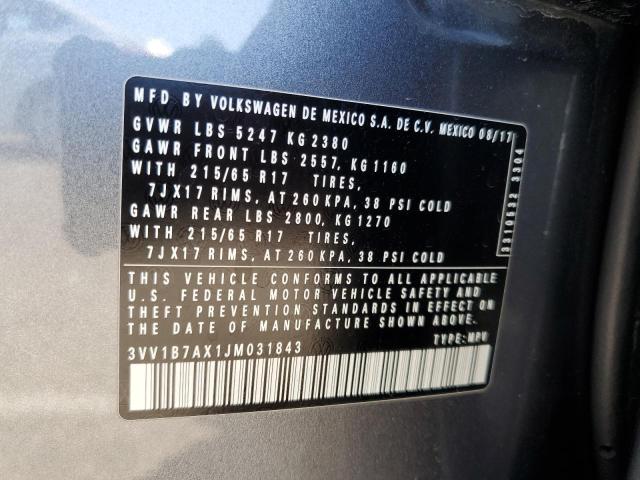 MFD BY VOLKSWAGEN DE MEXICO S.A. DE C.V. MEXICO 08/17
GVWR LBS 5247 KG 2380
GAWR FRONT LBS 2557, KG 1160
WITH 215/65 R17 TIRES,
7JX17 RIMS, AT 260 KPA, 38 PSI COLD
GAWR REAR LBS 2800, KG 1270
WITH 215/65 R17 TIRES,
7JX17 RIMS, AT 260 KPA, 38 PSI COLD
3310532 3304
THIS VEHICLE CONFORMS TO ALL APPLICABLE
U.S. FEDERAL MOTOR VEHICLE SAFETY AND
THEFT PREVENTION STANDARDS IN EFFECT ON
THE DATE OF MANUFACTURE SHOWN ABOVE.
3VV1B7AX1JM031843 TYPE: MPV